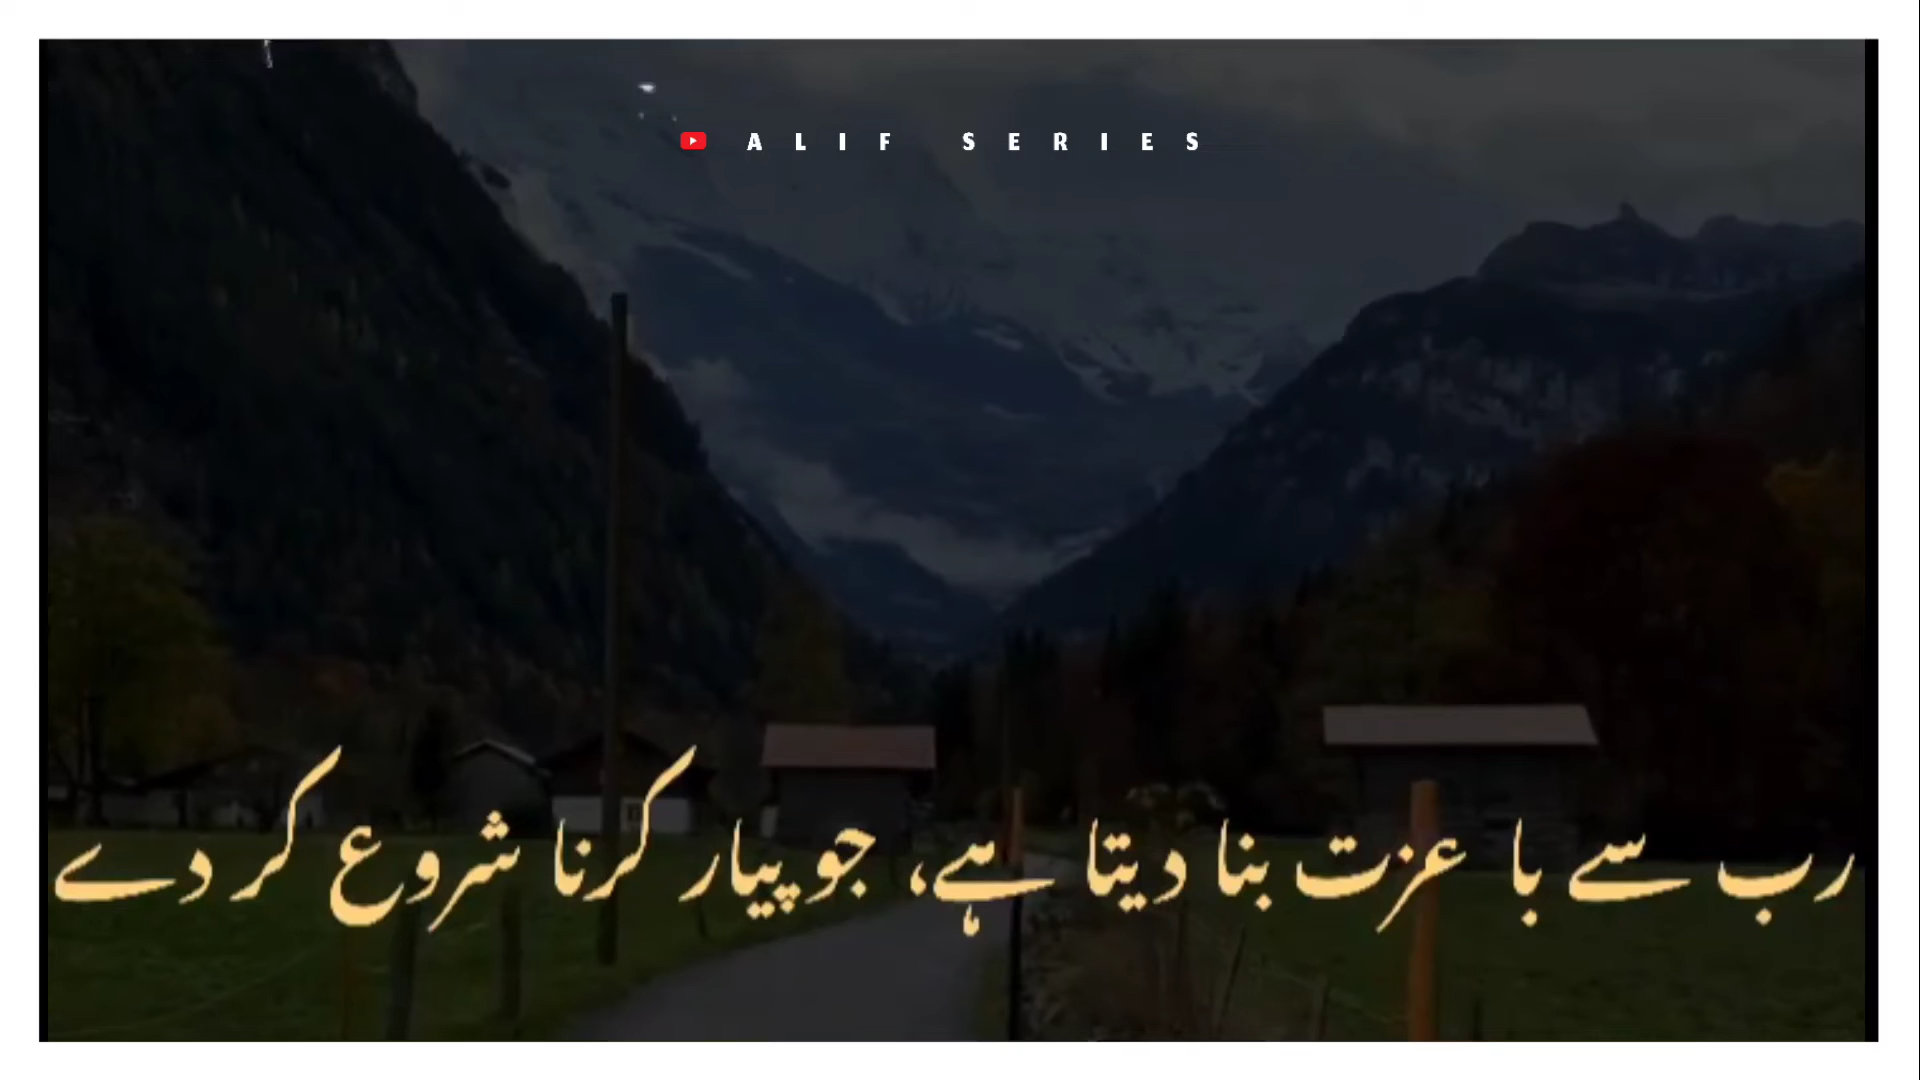 ALIF SERIES
رب سے با عزت بنا دیتا ہے، جو پیار کرنا شروع کر دے